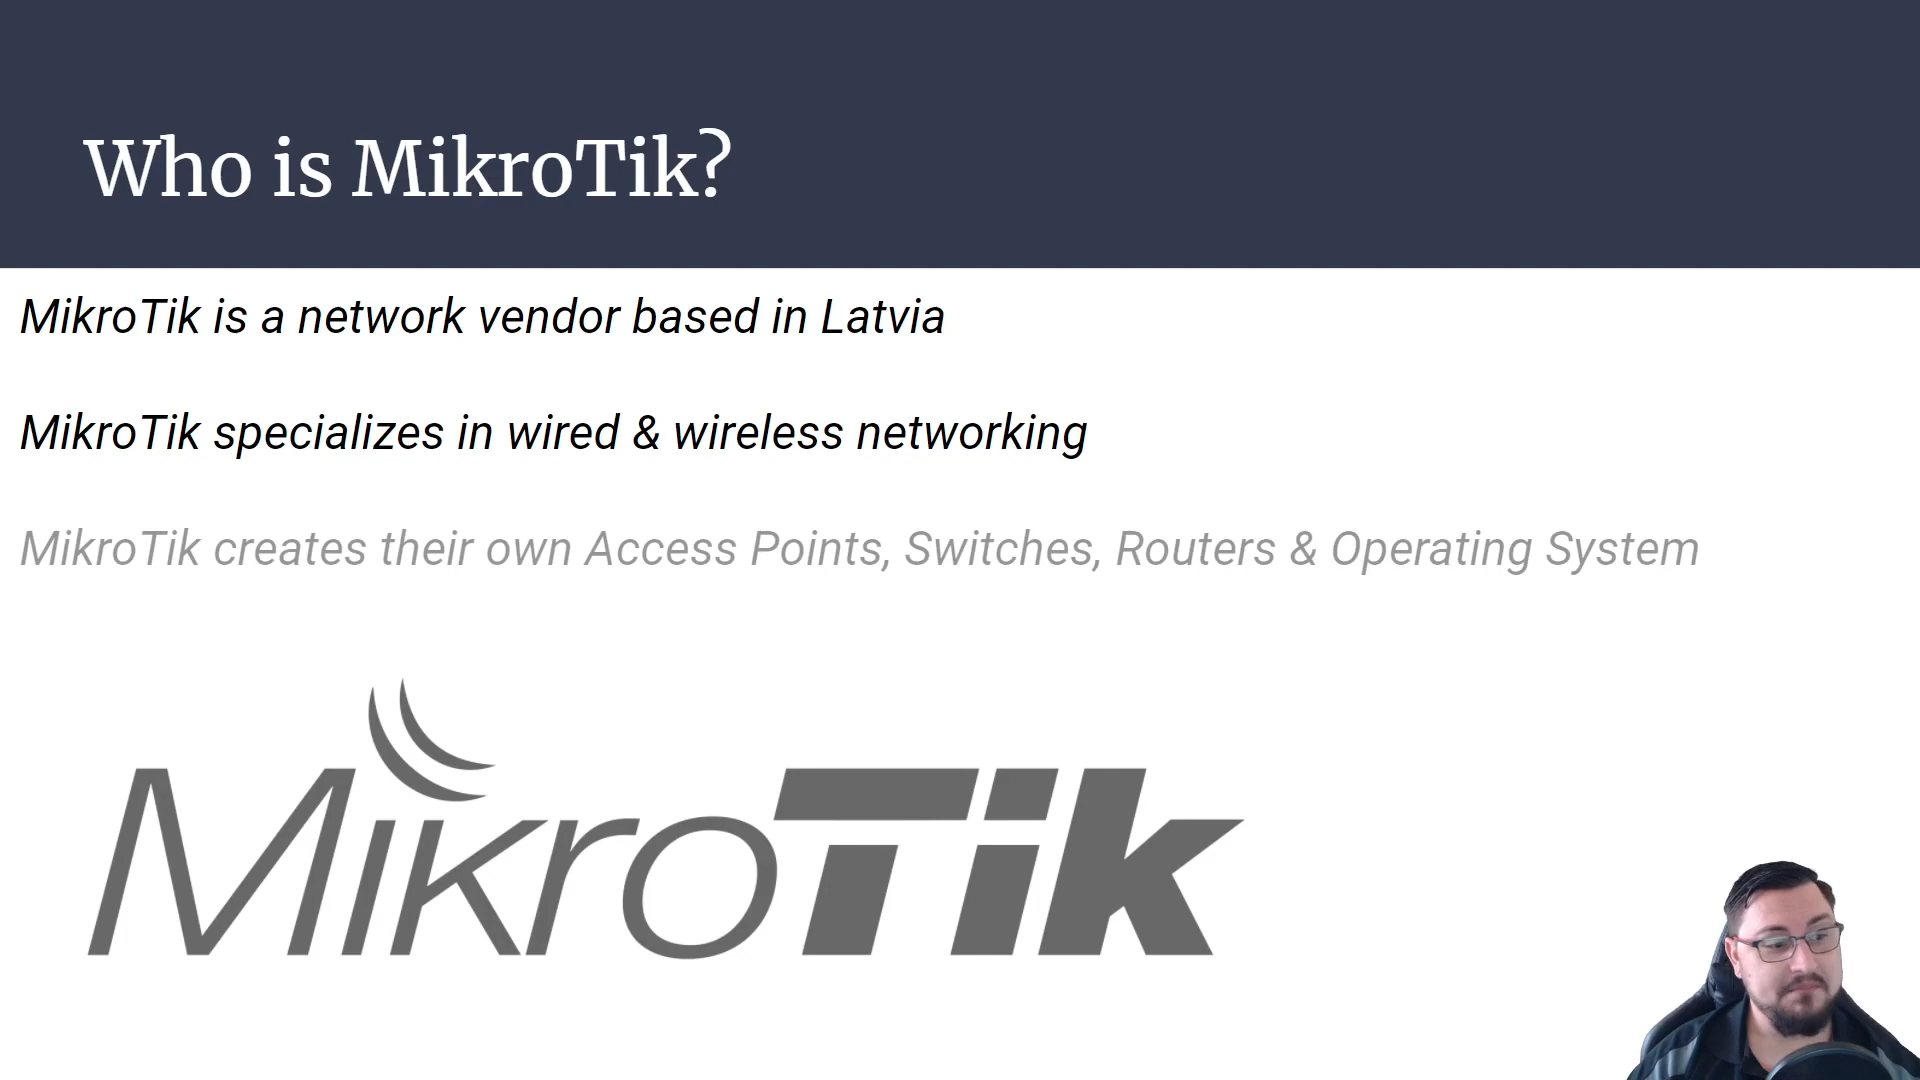 Who is MikroTik?
MikroTik is a network vendor based in Latvia
MikroTik specializes in wired & wireless networking
MikroTik creates their own Access Points, Switches, Routers & Operating System
MikroTik